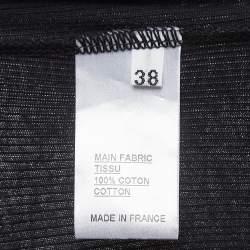 38
MAIN FABRIC
TISSU
100% COTON
COTTON
MADE IN FRANCE